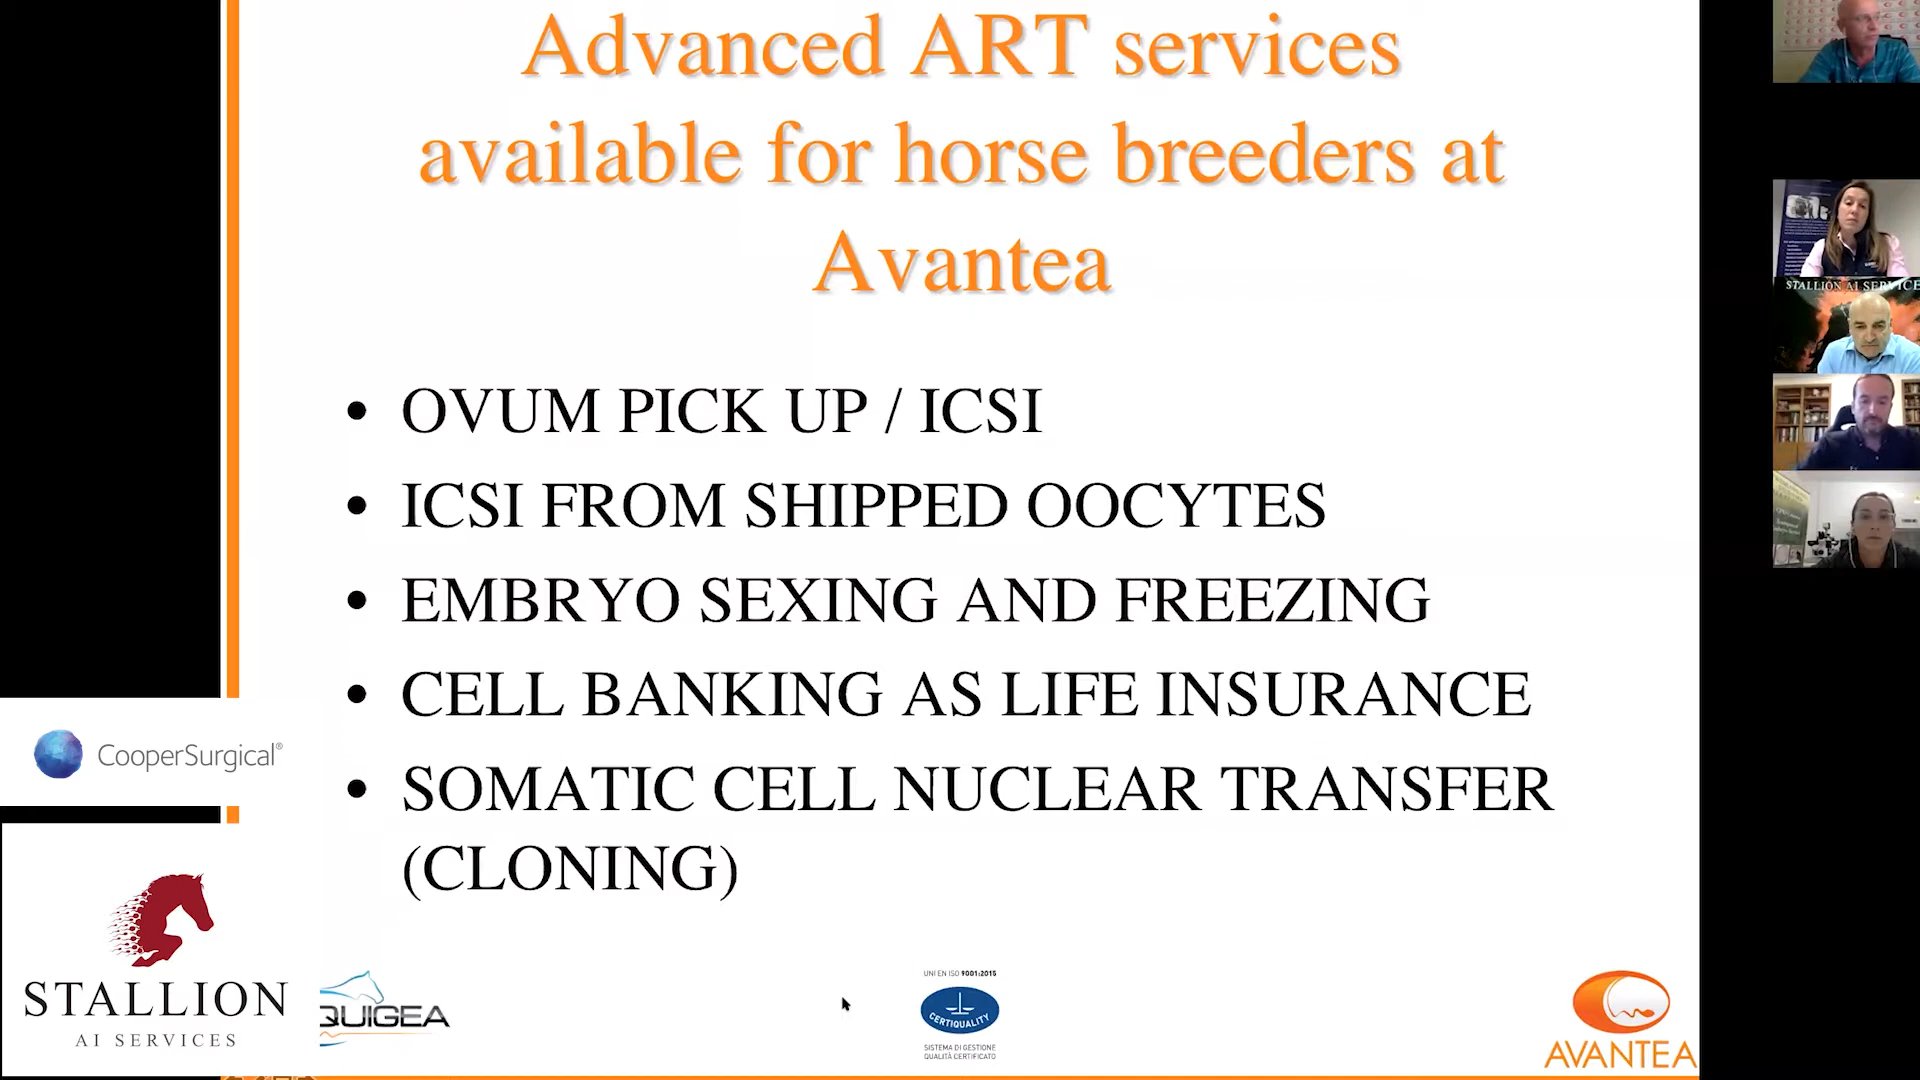 Advanced ART services
available for horse breeders at
Avantea
• OVUM PICK UP / ICSI
• ICSI FROM SHIPPED OOCYTES
• EMBRYO SEXING AND FREEZING
• CELL BANKING AS LIFE INSURANCE
• SOMATIC CELL NUCLEAR TRANSFER
(CLONING)
CooperSurgical®
STALLION
AI SERVICES
QUIGEA
UNI EN ISO 9001:2015
CERTIQUALITY
SISTEMA DI GESTIONE
QUALITÀ CERTIFICATO
AVANTEA
STALLION AI SERVICE